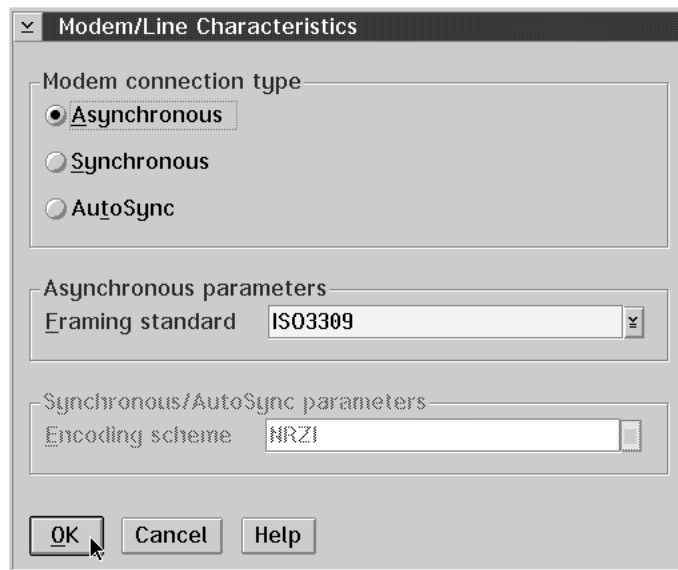 Modem/Line Characteristics
Modem connection type
Asynchronous
Synchronous
AutoSync
Asynchronous parameters
Framing standard ISO3309
Synchronous/AutoSync parameters
Encoding scheme NRZI
OK Cancel Help